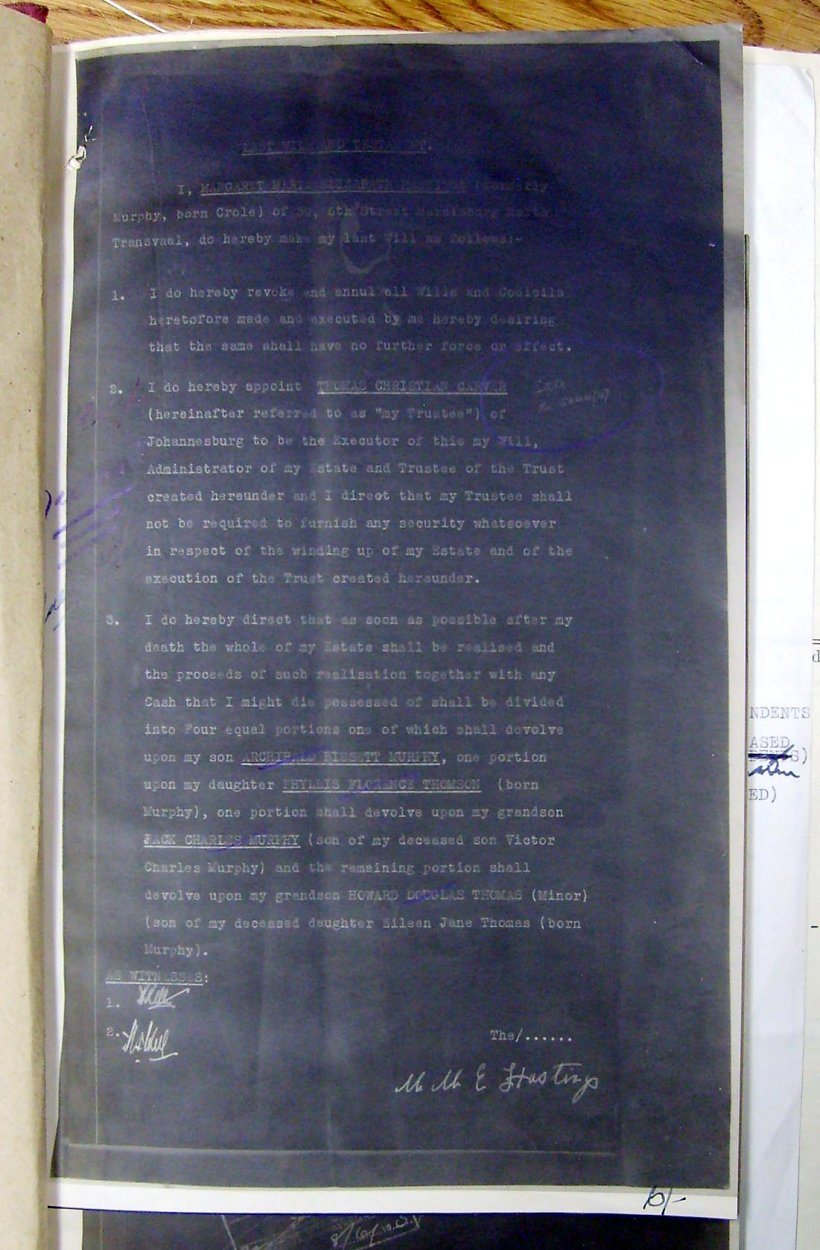 LAST WILL AND TESTAMENT.
I, MARGARET MARIE ELIZABETH HASTINGS (formerly
Murphy, born Crole) of 6th Street North
Transvaal, do hereby make my last Will as follows:-
1. I do hereby revoke and annul all Wills and Codicils
heretofore made and executed by me hereby desiring
that the same shall have no further force or effect.
2. I do hereby appoint THOMAS CHRISTIAN CARVER
(hereinafter referred to as "my Trustee") of
Johannesburg to be the Executor of this my Will,
Administrator of my Estate and Trustee of the Trust
created hereunder and I direct that my Trustee shall
not be required to furnish any security whatsoever
in respect of the winding up of my Estate and of the
execution of the Trust created hereunder.
3. I do hereby direct that as soon as possible after my
death the whole of my Estate shall be realised and
the proceeds of such realisation together with any
Cash that I might die possessed of shall be divided
into Four equal portions one of which shall devolve
upon my son ARCHIBALD BISSETT MURPHY, one portion
upon my daughter PHYLLIS FLORENCE THOMSON (born
Murphy), one portion shall devolve upon my grandson
JACK CHARLES MURPHY (son of my deceased son Victor
Charles Murphy) and the remaining portion shall
devolve upon my grandson HOWARD DOUGLAS THOMAS (Minor)
(son of my deceased daughter Eileen Jane Thomas (born
Murphy).
AS WITNESSES:
1.
2.
The/......
M M E Hastings
6/-
NDENTS
ASED
ED)